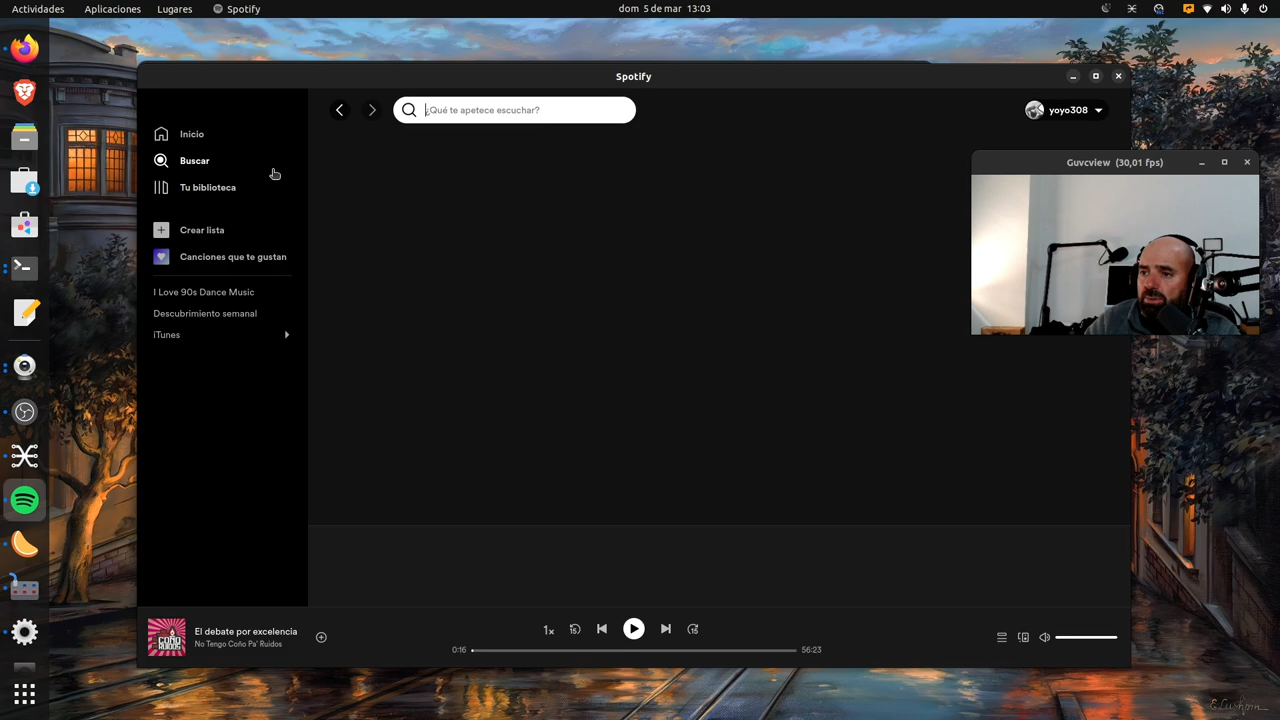 Actividades
Aplicaciones
Lugares
Spotify
dom 5 de mar 13:03
Spotify
¿Qué te apetece escuchar?
yoyo308
Inicio
Buscar
Tu biblioteca
Crear lista
Canciones que te gustan
I Love 90s Dance Music
Descubrimiento semanal
iTunes
Guvcview (30,01 fps)
El debate por excelencia
No Tengo Coño Pa' Ruidos
1x
15
15
0:16
56:23